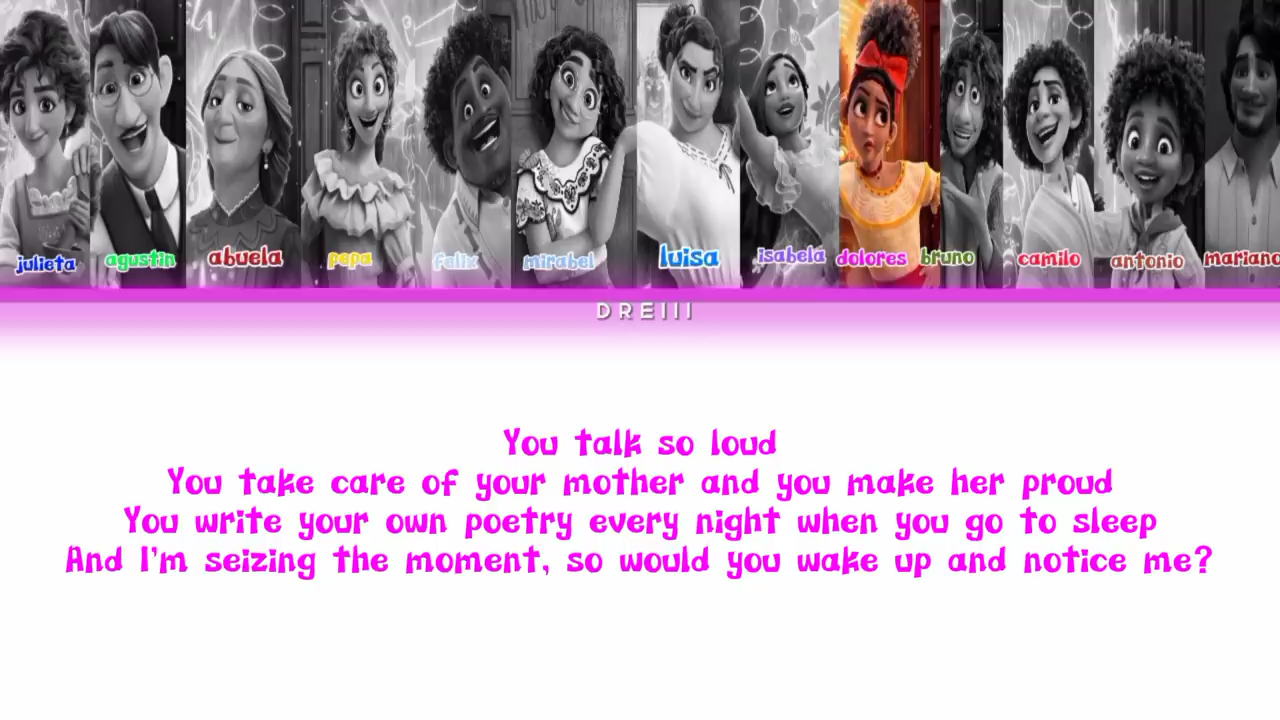 julieta agustin abuela pepa felix mirabel luisa isabela dolores bruno camilo antonio mariano
DREIII
You talk so loud
You take care of your mother and you make her proud
You write your own poetry every night when you go to sleep
And I'm seizing the moment, so would you wake up and notice me?